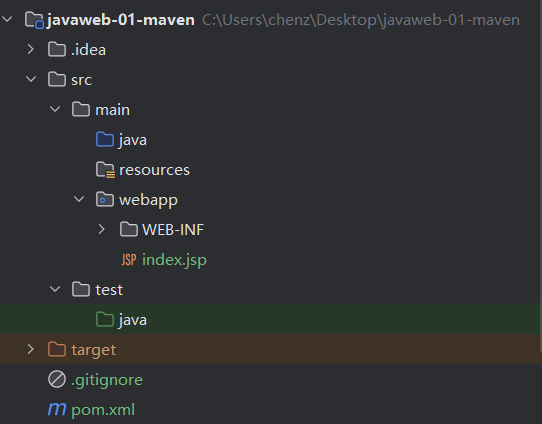 javaweb-01-maven C:\Users\chenz\Desktop\javaweb-01-maven
.idea
src
main
java
resources
webapp
WEB-INF
JSP index.jsp
test
java
target
.gitignore
m pom.xml